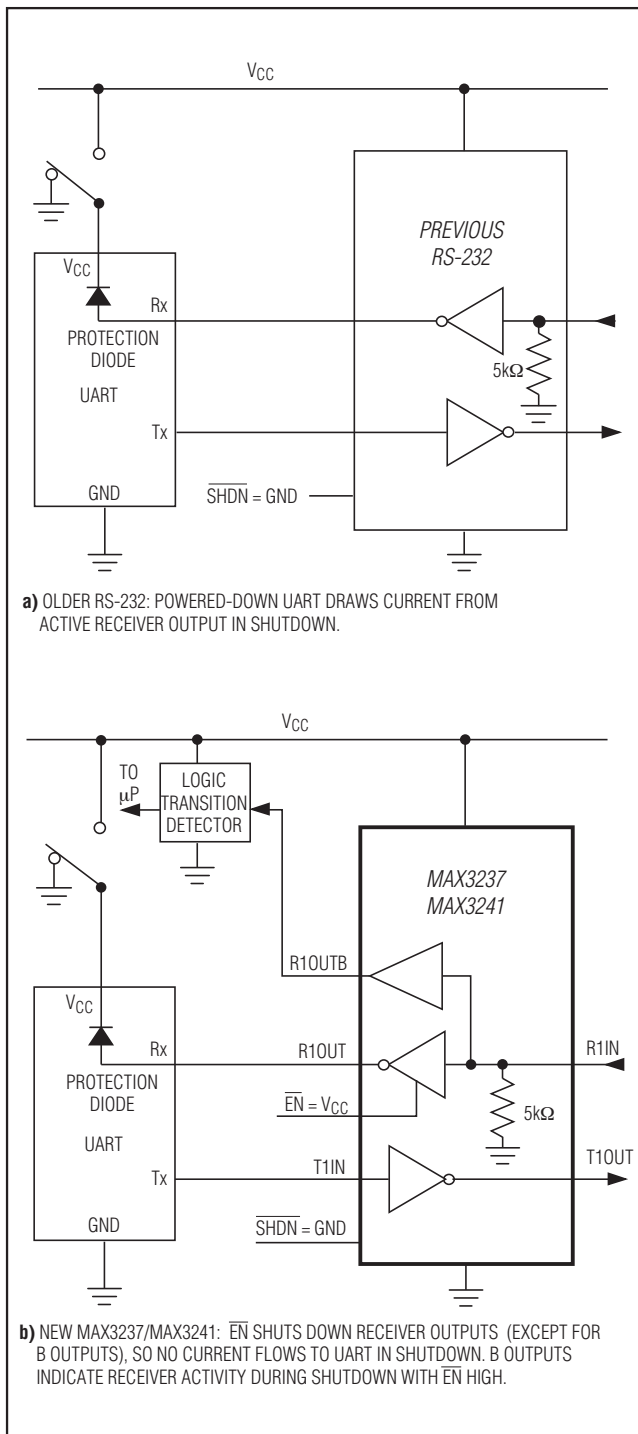 VCC
PREVIOUS
RS-232
VCC
Rx
PROTECTION
DIODE
5kΩ
UART
Tx
SHDN = GND
GND
a) OLDER RS-232: POWERED-DOWN UART DRAWS CURRENT FROM
ACTIVE RECEIVER OUTPUT IN SHUTDOWN.
VCC
TO
μP
LOGIC
TRANSITION
DETECTOR
MAX3237
MAX3241
R1OUTB
VCC
Rx
R1OUT
R1IN
PROTECTION
DIODE
EN = VCC
5kΩ
UART
Tx
T1IN
T1OUT
GND
SHDN = GND
b) NEW MAX3237/MAX3241: EN SHUTS DOWN RECEIVER OUTPUTS (EXCEPT FOR
B OUTPUTS), SO NO CURRENT FLOWS TO UART IN SHUTDOWN. B OUTPUTS
INDICATE RECEIVER ACTIVITY DURING SHUTDOWN WITH EN HIGH.